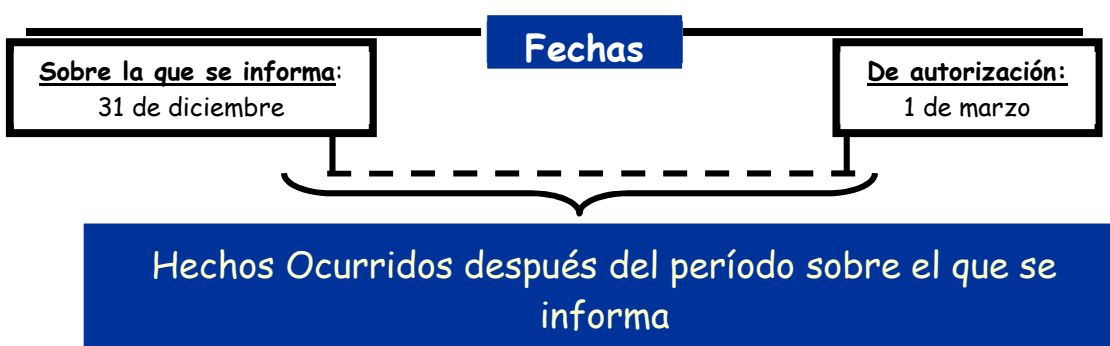 Fechas
Sobre la que se informa:
31 de diciembre
De autorización:
1 de marzo
Hechos Ocurridos después del período sobre el que se
informa